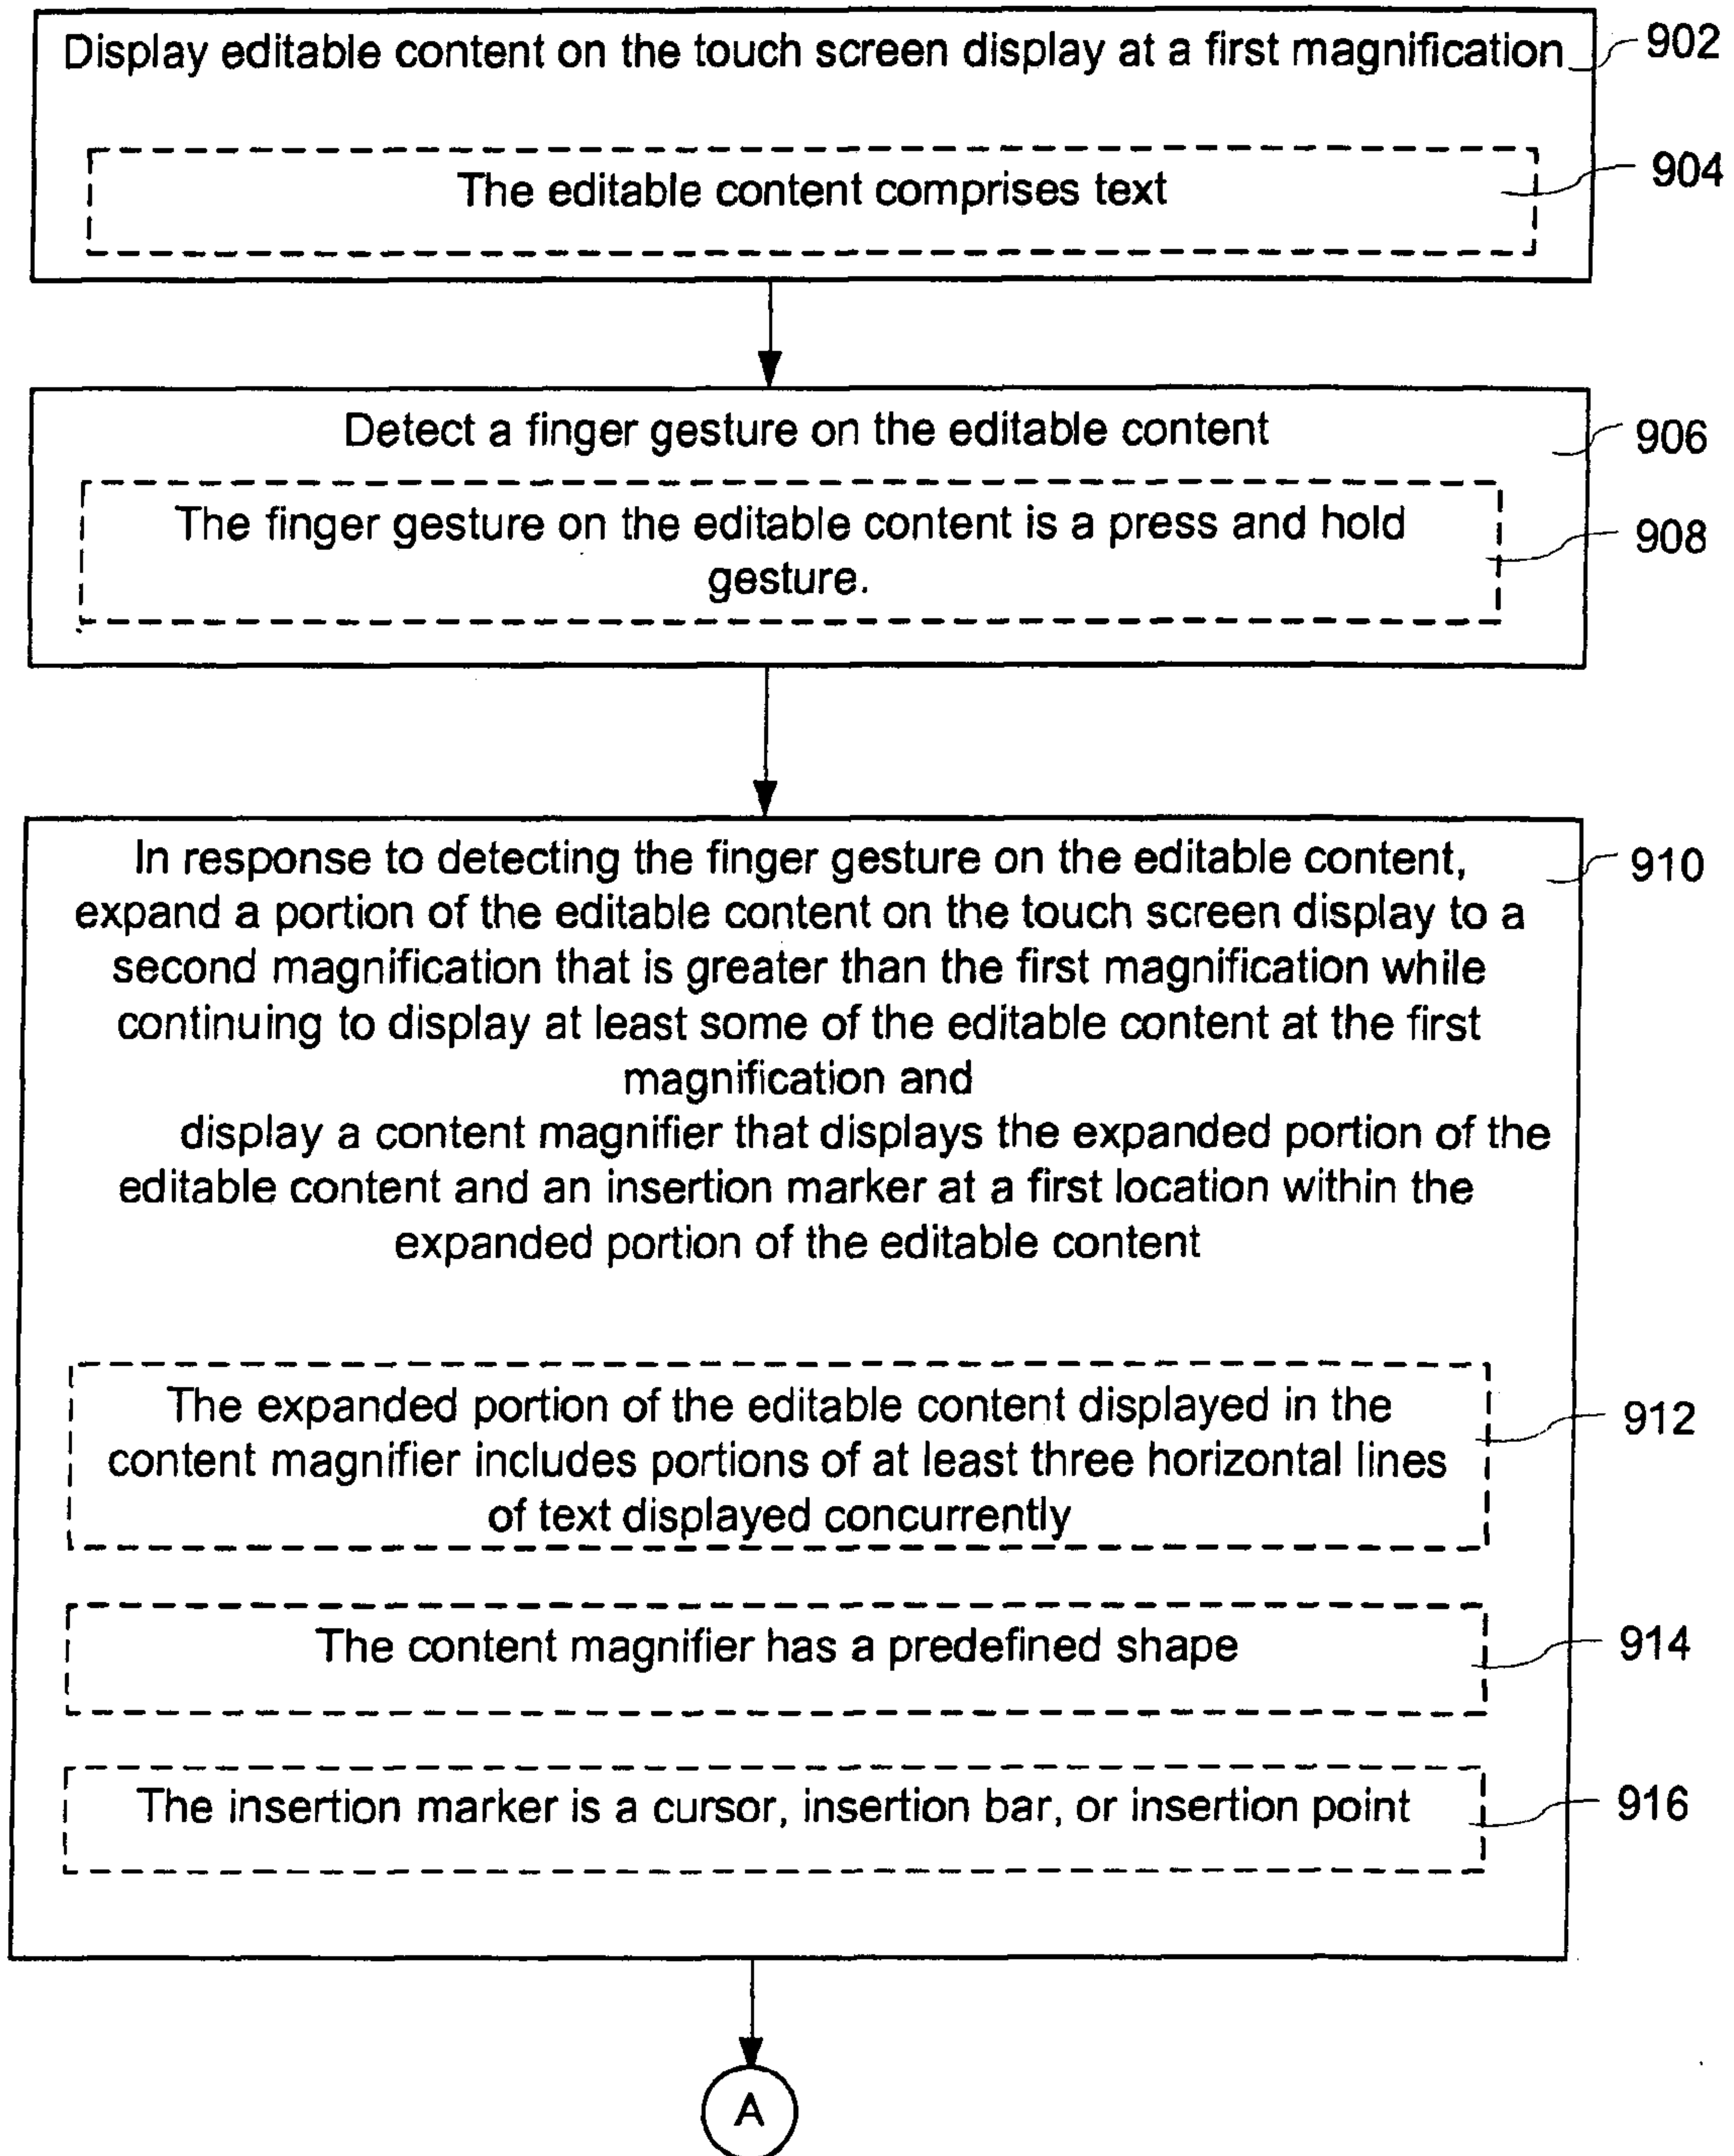 Display editable content on the touch screen display at a first magnification
902
The editable content comprises text
904
Detect a finger gesture on the editable content
906
The finger gesture on the editable content is a press and hold
gesture.
908
In response to detecting the finger gesture on the editable content,
910
expand a portion of the editable content on the touch screen display to a
second magnification that is greater than the first magnification while
continuing to display at least some of the editable content at the first
magnification and
display a content magnifier that displays the expanded portion of the
editable content and an insertion marker at a first location within the
expanded portion of the editable content
The expanded portion of the editable content displayed in the
912
content magnifier includes portions of at least three horizontal lines
of text displayed concurrently
The content magnifier has a predefined shape
914
The insertion marker is a cursor, insertion bar, or insertion point
916
A